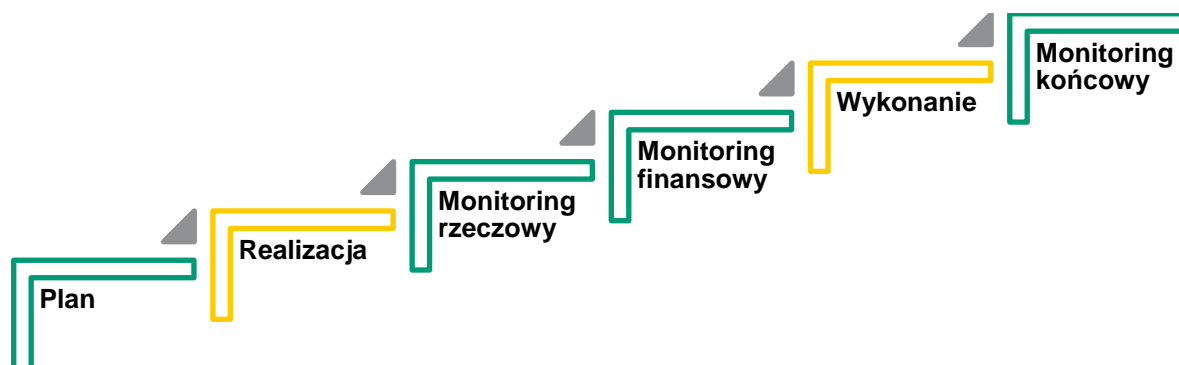 Plan
Realizacja
Monitoring
rzeczowy
Monitoring
finansowy
Wykonanie
Monitoring
końcowy